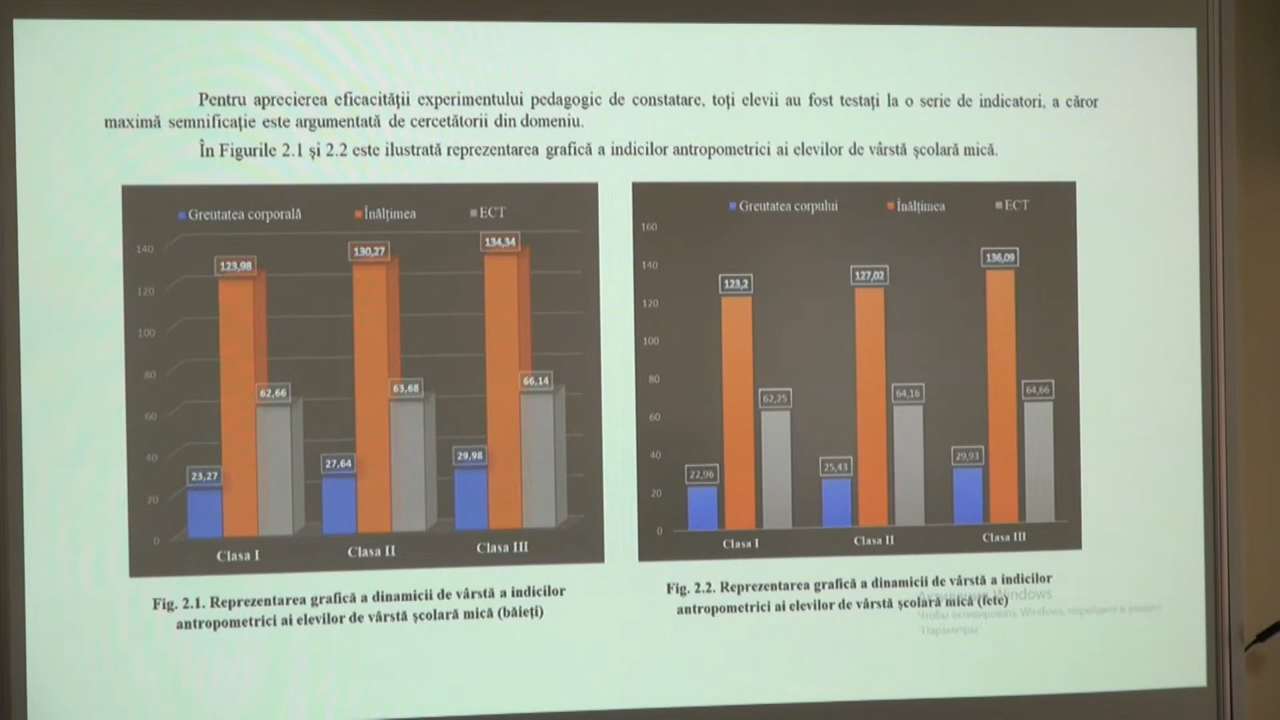 Pentru aprecierea eficacității experimentului pedagogic de constatare, toți elevii au fost testați la o serie de indicatori, a căror
maximă semnificație este argumentată de cercetătorii din domeniu.
În Figurile 2.1 și 2.2 este ilustrată reprezentarea grafică a indicilor antropometrici ai elevilor de vârstă școlară mică.
Greutatea corporală Înălțimea ECT
140
120
100
80
60
40
20
0
123,98
130,27
134,34
62,66
63,68
66,14
23,27
27,64
29,98
Clasa I Clasa II Clasa III
Fig. 2.1. Reprezentarea grafică a dinamicii de vârstă a indicilor
antropometrici ai elevilor de vârstă școlară mică (băieți)
Greutatea corpului Înălțimea ECT
160
140
120
100
80
60
40
20
0
123,2
127,02
136,09
62,25
64,16
64,66
22,96
25,43
29,93
Clasa I Clasa II Clasa III
Fig. 2.2. Reprezentarea grafică a dinamicii de vârstă a indicilor
antropometrici ai elevilor de vârstă școlară mică (fete)
Windows
Чтобы активировать Windows, перейдите в раздел
"Параметры"